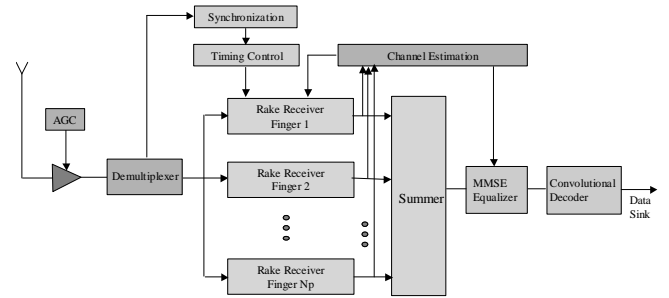 Synchronization
Timing Control
Channel Estimation
AGC
Rake Receiver
Finger 1
Demultiplexer
Rake Receiver
Finger 2
Summer
MMSE
Equalizer
Convolutional
Decoder
Data
Sink
Rake Receiver
Finger Np